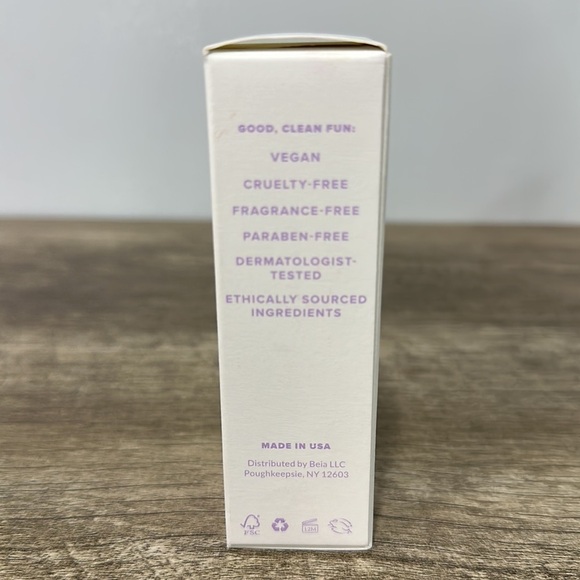 GOOD, CLEAN FUN:
VEGAN
CRUELTY-FREE
FRAGRANCE-FREE
PARABEN-FREE
DERMATOLOGIST-
TESTED
ETHICALLY SOURCED
INGREDIENTS
MADE IN USA
Distributed by Beia LLC
Poughkeepsie, NY 12603
FSC